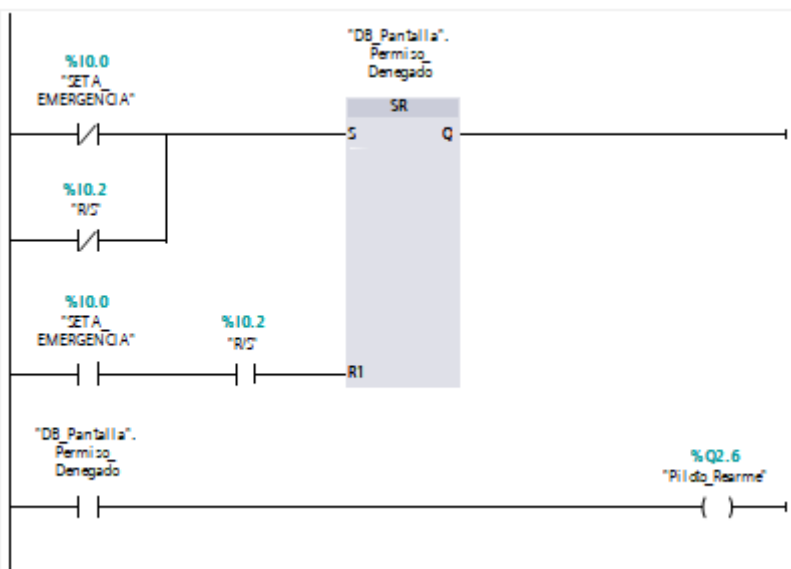 "DB_Pantalla".
Permiso_
Denegado
%I0.0
"SETA_
EMERGENCIA"
SR
S
Q
%I0.2
"R/S"
%I0.0
"SETA_
EMERGENCIA"
%I0.2
"R/S"
R1
"DB_Pantalla".
Permiso_
Denegado
%Q2.6
"Piloto_Rearme"